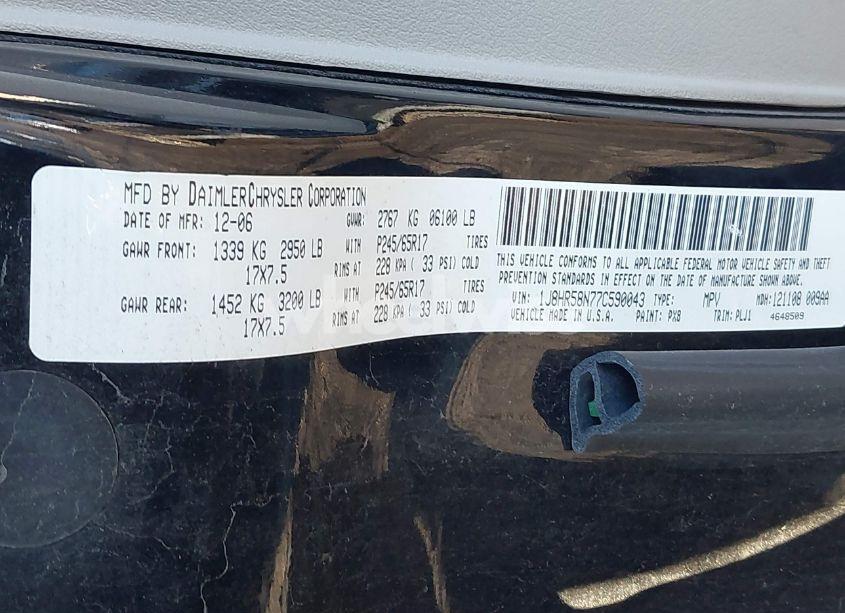 MFD BY DAIMLERCHRYSLER CORPORATION
DATE OF MFR: 12-06 GVWR: 2767 KG 06100 LB
GAWR FRONT: 1339 KG 2950 LB WITH P245/65R17 TIRES
17X7.5 RIMS AT 228 KPA ( 33 PSI) COLD
GAWR REAR: 1452 KG 3200 LB WITH P245/65R17 TIRES
17X7.5 RIMS AT 228 KPA ( 33 PSI) COLD
THIS VEHICLE CONFORMS TO ALL APPLICABLE FEDERAL MOTOR VEHICLE SAFETY AND THEFT
PREVENTION STANDARDS IN EFFECT ON THE DATE OF MANUFACTURE SHOWN ABOVE.
VIN: 1J8HR58N77C590043 TYPE: MPV MDH: 121108 009AA
VEHICLE MADE IN U.S.A. PAINT: PX8 TRIM: PLJ1 4648509